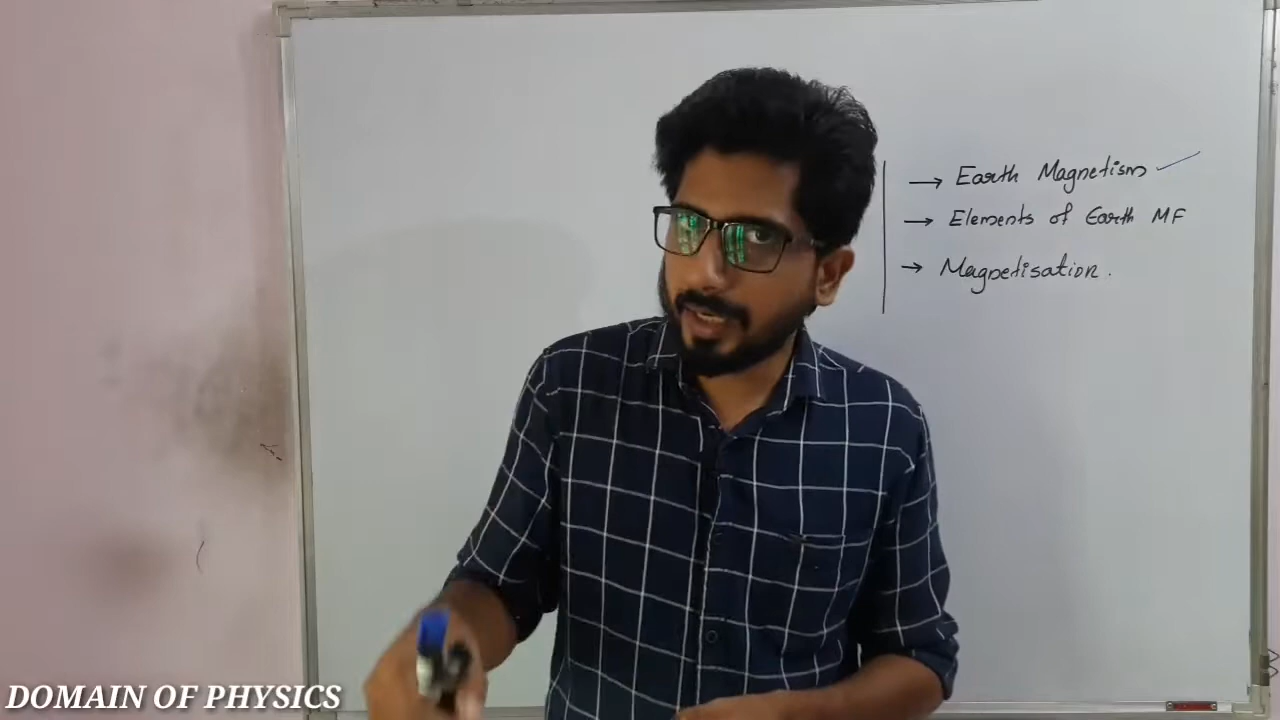 → Earth Magnetism ✓
→ Elements of Earth MF
→ Magnetisation.
DOMAIN OF PHYSICS